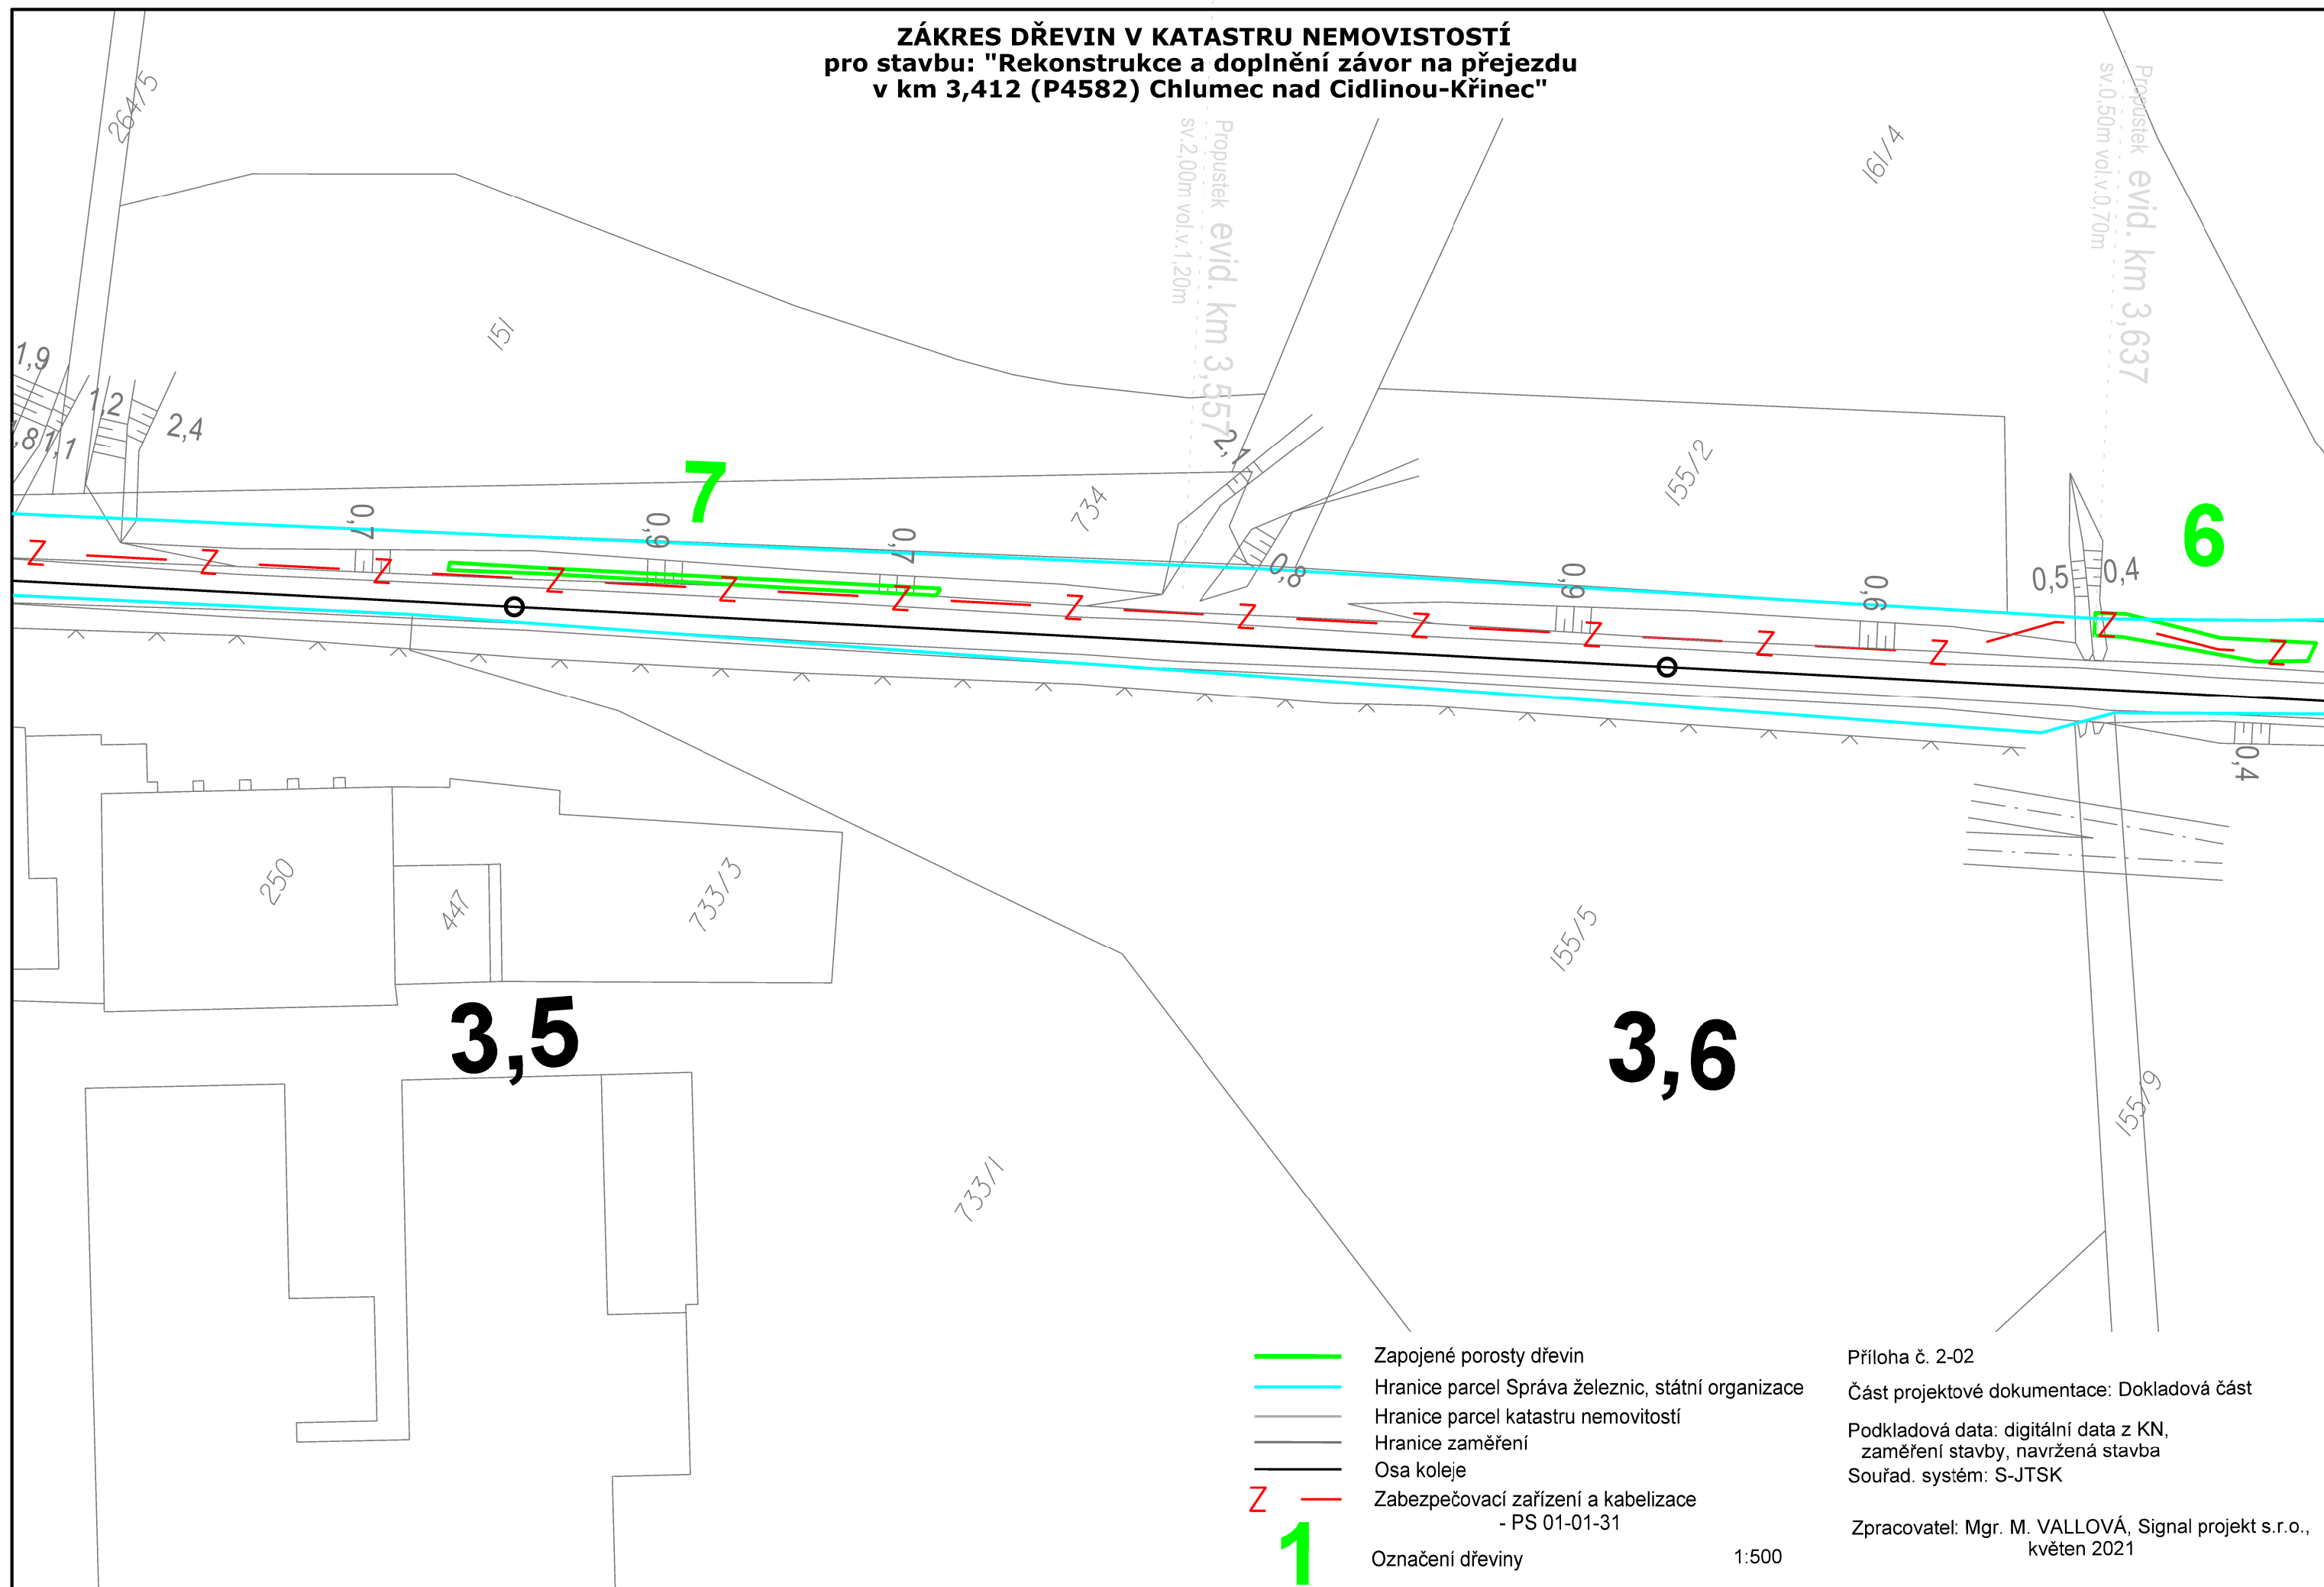 ZÁKRES DŘEVIN V KATASTRU NEMOVISTOSTÍ
pro stavbu: "Rekonstrukce a doplnění závor na přejezdu
v km 3,412 (P4582) Chlumec nad Cidlinou-Křinec"
264/5
Propustek evid. km 3,557
sv.2,00m vol.v.1,20m
161/4
Propustek evid. km 3,637
sv.0,50m vol.v.0,70m
151
1,9
1,2
2,4
,8
1,1
7
2,1
734
155/2
6
0,7
0,9
0,7
0,8
0,9
0,6
0,5
0,4
Z Z Z Z Z Z Z Z Z Z Z Z Z Z
0,4
250
447
733/3
155/5
3,5
3,6
155/9
733/1
Zapojené porosty dřevin
Hranice parcel Správa železnic, státní organizace
Hranice parcel katastru nemovitostí
Hranice zaměření
Osa koleje
Z
Zabezpečovací zařízení a kabelizace
- PS 01-01-31
1
Označení dřeviny
1:500
Příloha č. 2-02
Část projektové dokumentace: Dokladová část
Podkladová data: digitální data z KN,
zaměření stavby, navržená stavba
Souřad. systém: S-JTSK
Zpracovatel: Mgr. M. VALLOVÁ, Signal projekt s.r.o.,
květen 2021